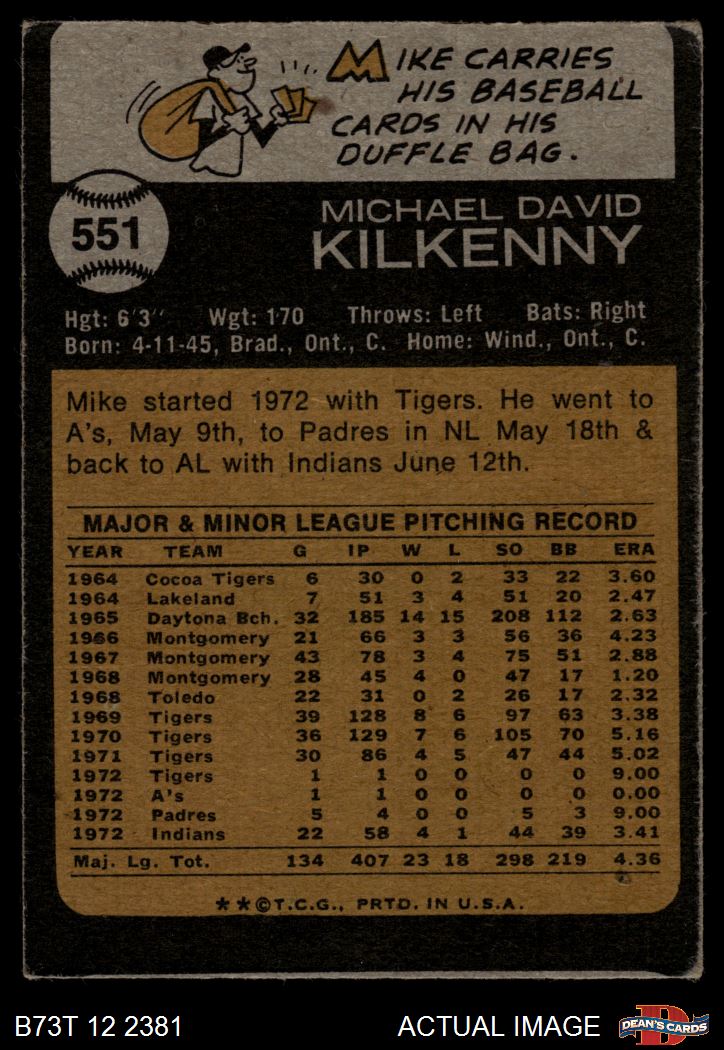 MIKE CARRIES
HIS BASEBALL
CARDS IN HIS
DUFFLE BAG.
551
MICHAEL DAVID
KILKENNY
Hgt: 6'3" Wgt: 170 Throws: Left Bats: Right
Born: 4-11-45, Brad., Ont., C. Home: Wind., Ont., C.
Mike started 1972 with Tigers. He went to
A's, May 9th, to Padres in NL May 18th &
back to AL with Indians June 12th.
MAJOR & MINOR LEAGUE PITCHING RECORD
YEAR TEAM G IP W L SO BB ERA
1964 Cocoa Tigers 6 30 0 2 33 22 3.60
1964 Lakeland 7 51 3 4 51 20 2.47
1965 Daytona Bch. 32 185 14 15 208 112 2.63
1966 Montgomery 21 66 3 3 56 36 4.23
1967 Montgomery 43 78 3 4 75 51 2.88
1968 Montgomery 28 45 4 0 47 17 1.20
1968 Toledo 22 31 0 2 26 17 2.32
1969 Tigers 39 128 8 6 97 63 3.38
1970 Tigers 36 129 7 6 105 70 5.16
1971 Tigers 30 86 4 5 47 44 5.02
1972 Tigers 1 1 0 0 0 0 9.00
1972 A's 1 1 0 0 0 0 0.00
1972 Padres 5 4 0 0 5 3 9.00
1972 Indians 22 58 4 1 44 39 3.41
Maj. Lg. Tot. 134 407 23 18 298 219 4.36
**©T.C.G., PRTD. IN U.S.A.
B73T 12 2381 ACTUAL IMAGE
D
DEAN'S CARDS